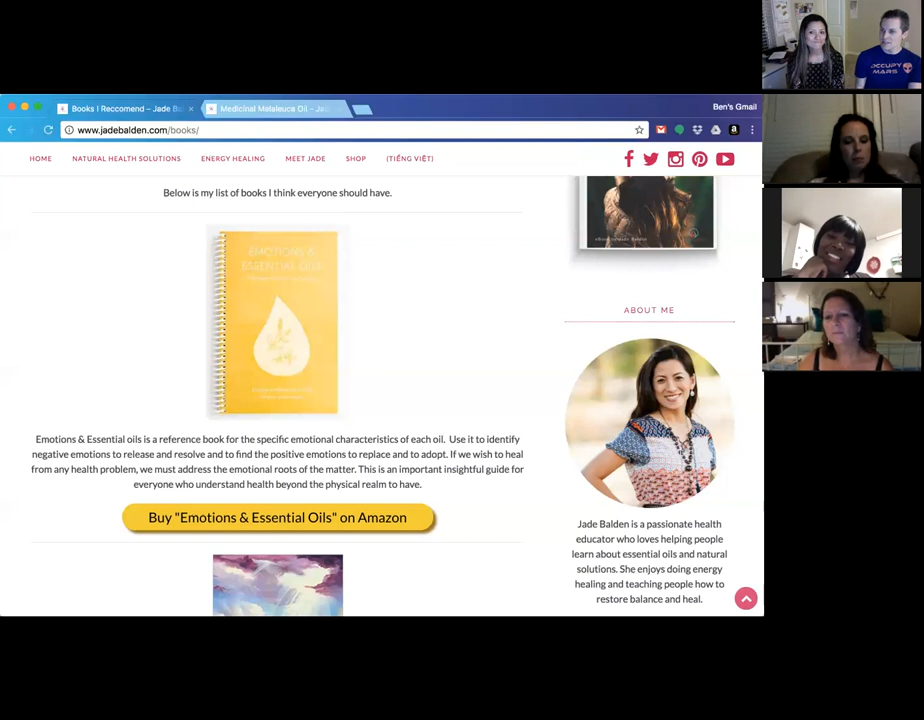 OCCUPY
MARS
Books I Reccomend – Jade Ba
Medicinal Melaleuca Oil – Ja
Ben's Gmail
www.jadebalden.com/books/
HOME NATURAL HEALTH SOLUTIONS ENERGY HEALING MEET JADE SHOP (TIẾNG VIỆT)
Below is my list of books I think everyone should have.
EMOTIONS &
ESSENTIAL OILS
ABOUT ME
Emotions & Essential oils is a reference book for the specific emotional characteristics of each oil. Use it to identify
negative emotions to release and resolve and to find the positive emotions to replace and to adopt. If we wish to heal
from any health problem, we must address the emotional roots of the matter. This is an important insightful guide for
everyone who understand health beyond the physical realm to have.
Buy "Emotions & Essential Oils" on Amazon
Jade Balden is a passionate health
educator who loves helping people
learn about essential oils and natural
solutions. She enjoys doing energy
healing and teaching people how to
restore balance and heal.